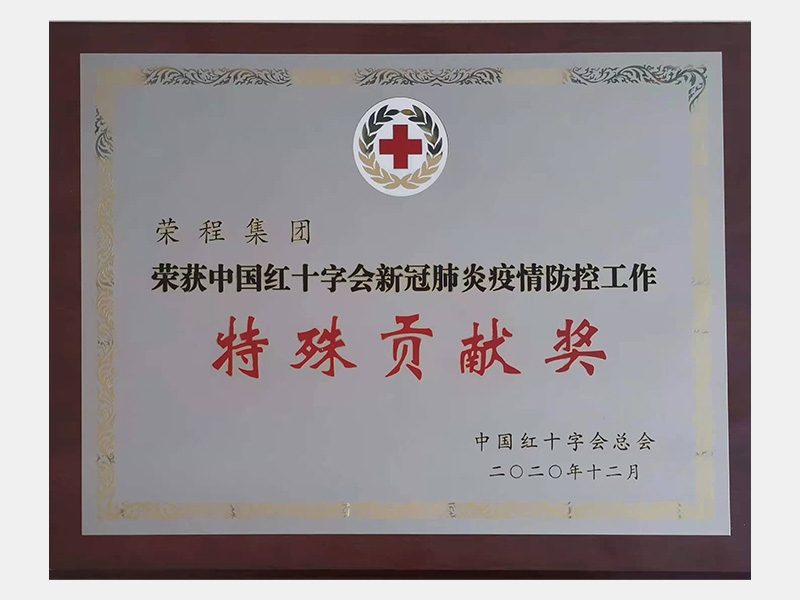 荣程集团
荣获中国红十字会新冠肺炎疫情防控工作
特殊贡献奖
中国红十字会总会
二〇二〇年十二月